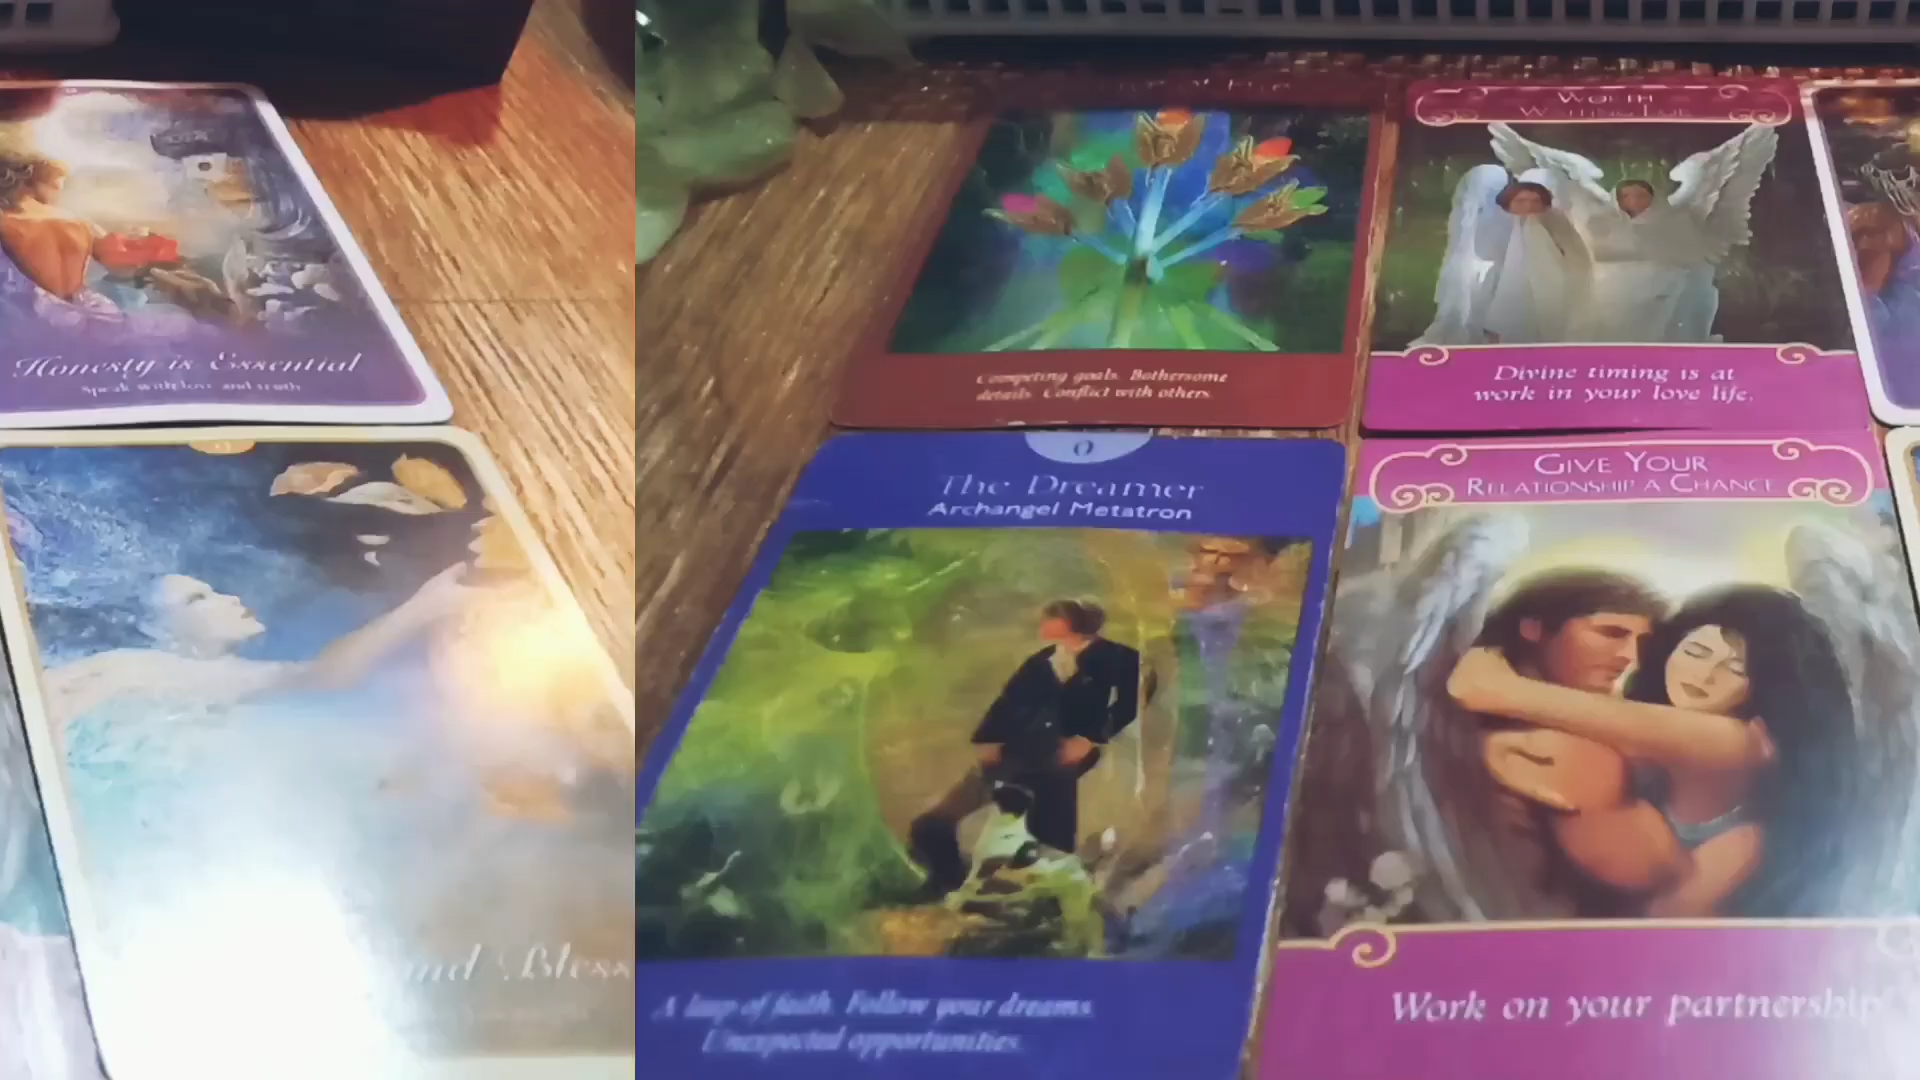 Honesty is Essential
Speak with love and truth
and Bless
Competing goals. Bothersome
details. Conflict with others.
WORTH
WAITING FOR
Divine timing is at
work in your love life.
0
The Dreamer
Archangel Metatron
A leap of faith. Follow your dreams.
Unexpected opportunities.
GIVE YOUR
RELATIONSHIP A CHANCE
Work on your partnership